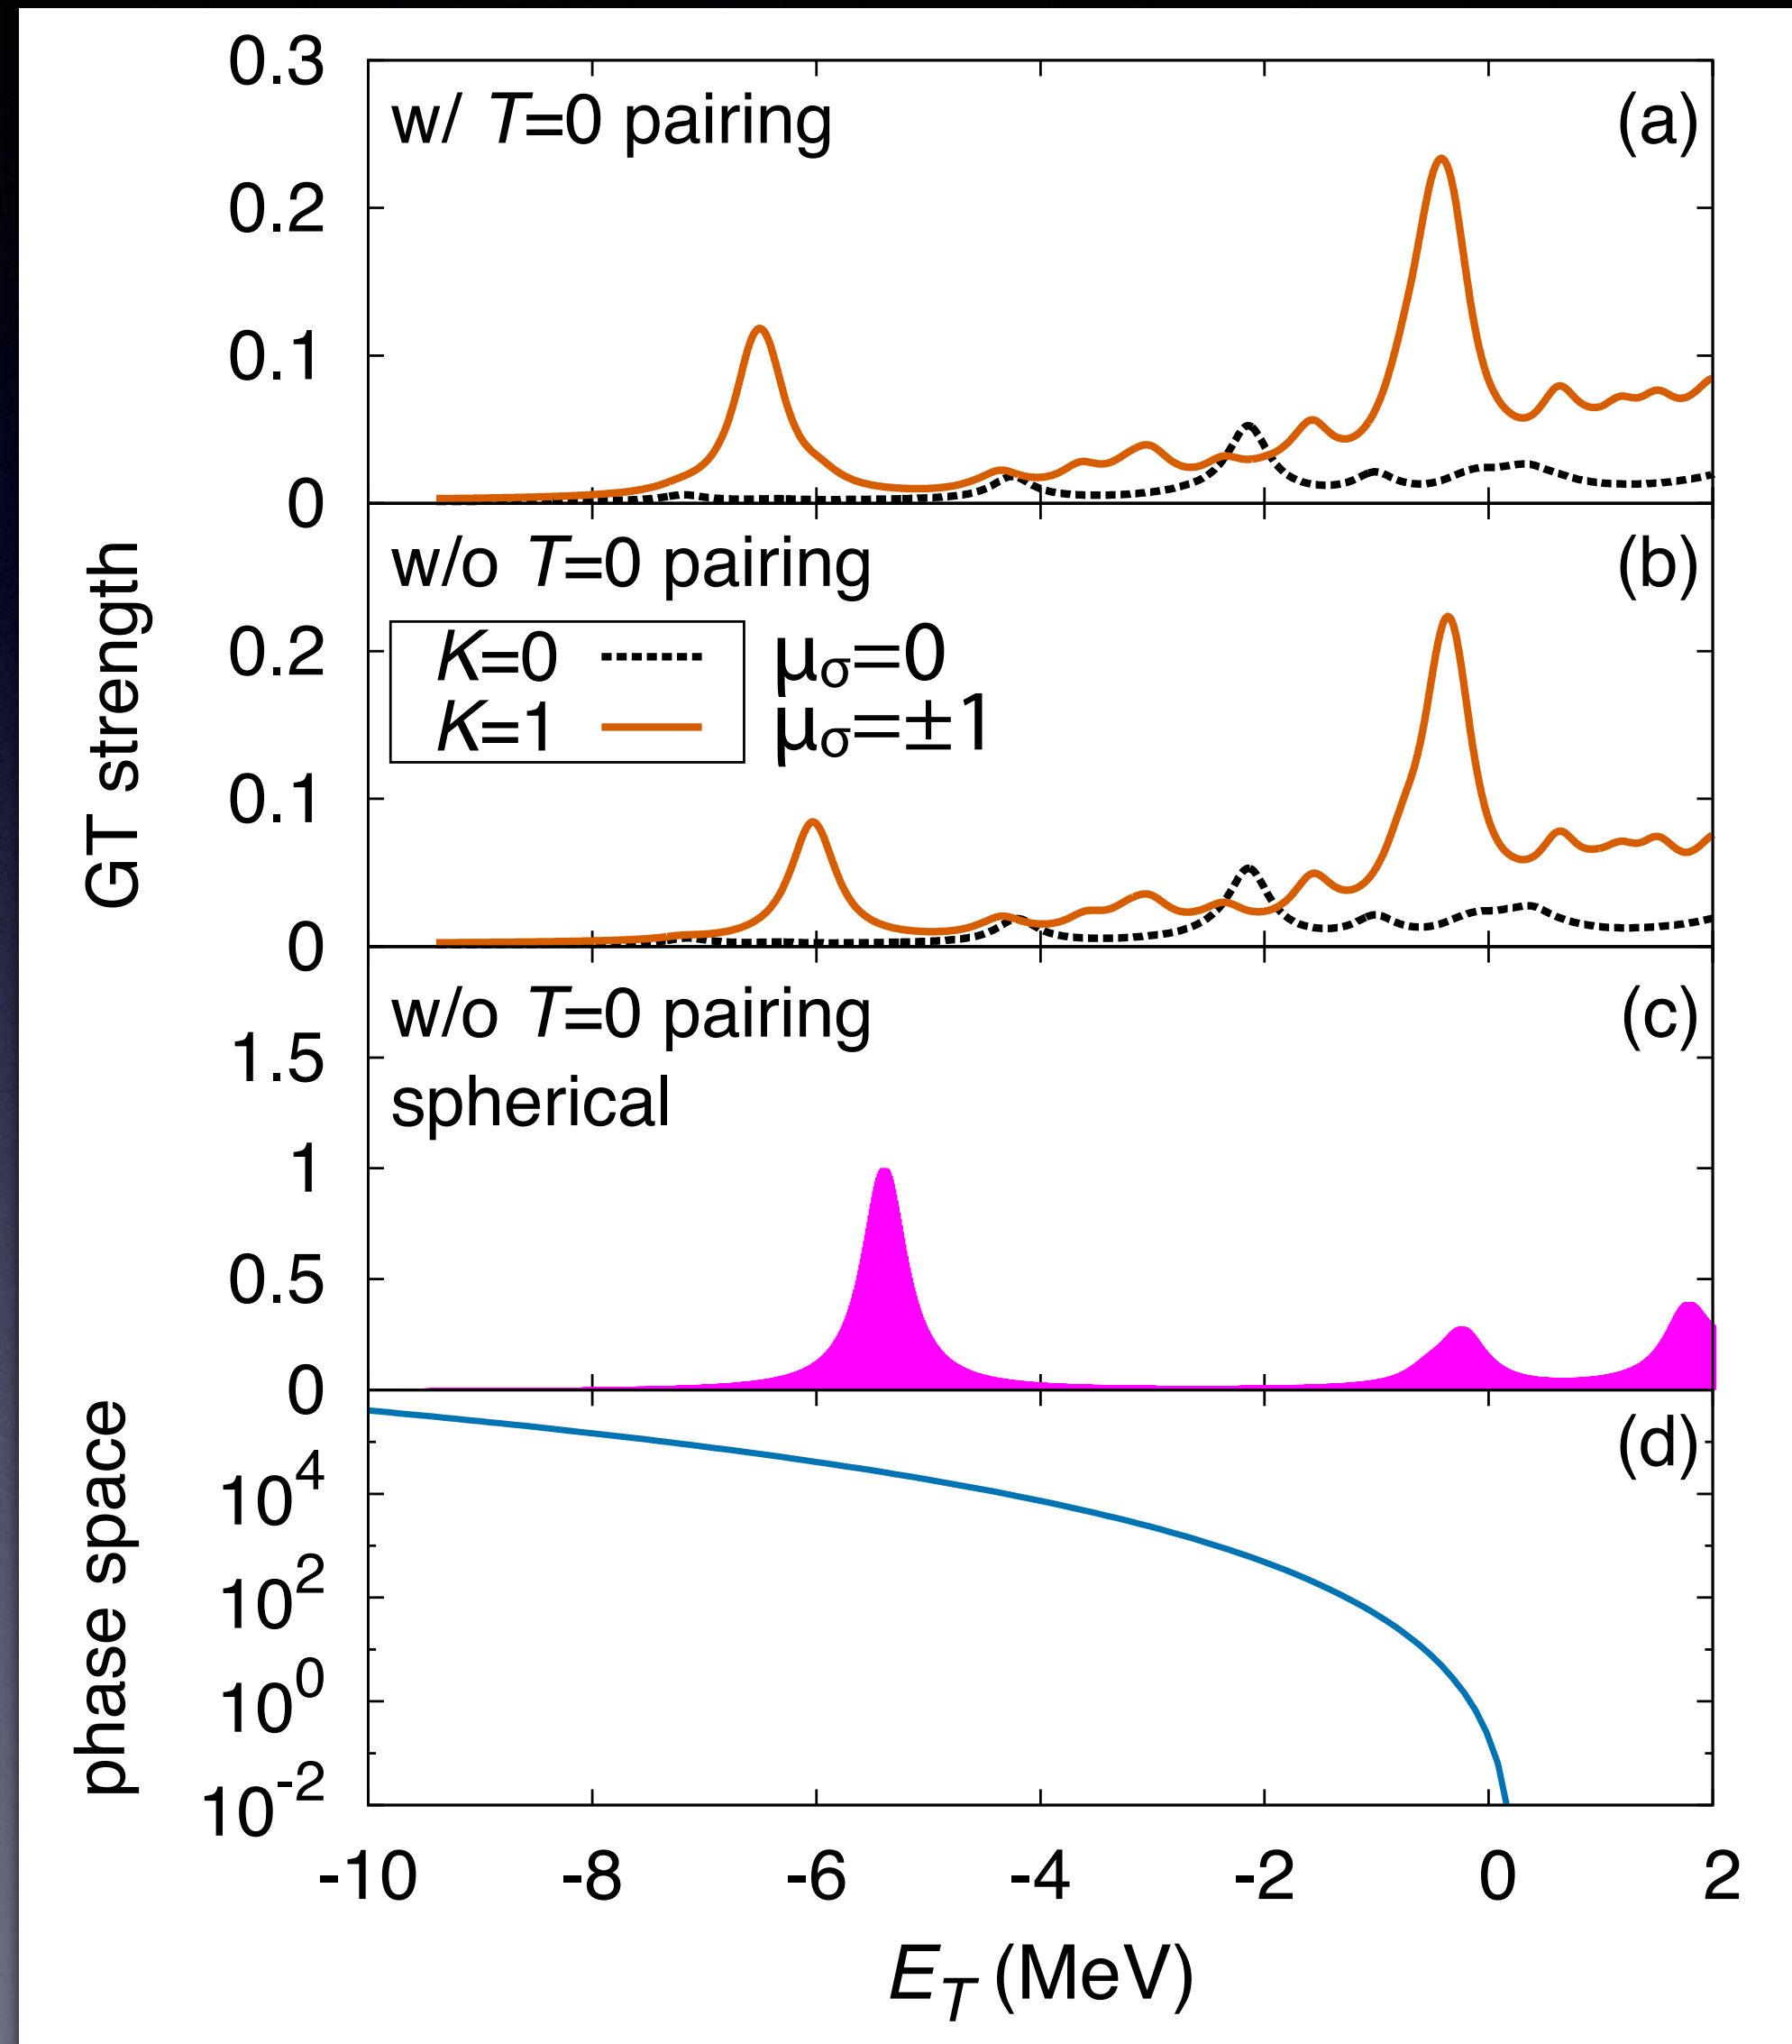 0.3
w/ T=0 pairing
(a)
0.2
0.1
0
w/o T=0 pairing
(b)
K=0 μσ=0
K=1 μσ=±1
0.2
0.1
0
GT strength
w/o T=0 pairing
(c)
spherical
1.5
1
0.5
0
(d)
phase space
10^4
10^2
10^0
10^-2
-10 -8 -6 -4 -2 0 2
E_T (MeV)